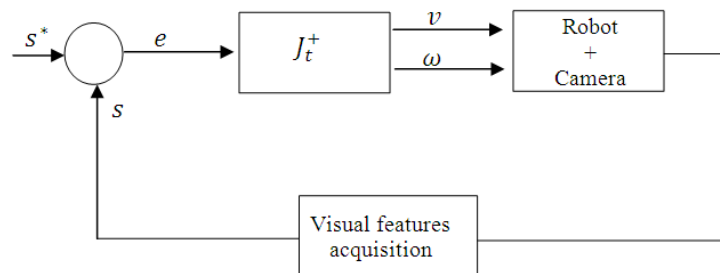 s*
e
J_t^+
v
ω
Robot
+
Camera
s
Visual features
acquisition